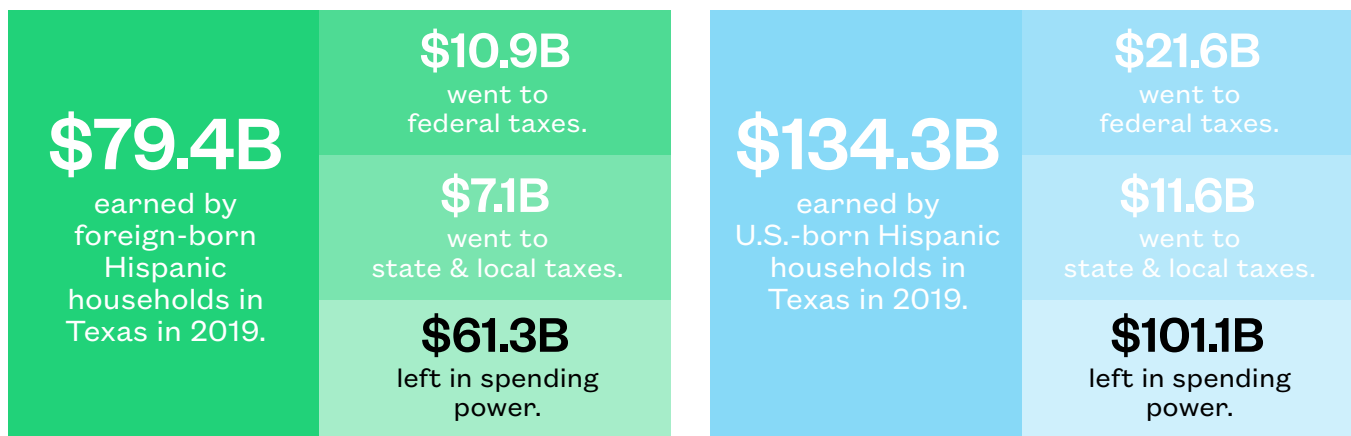 $79.4B
earned by
foreign-born
Hispanic
households in
Texas in 2019.
$10.9B
went to
federal taxes.
$7.1B
went to
state & local taxes.
$61.3B
left in spending
power.
$134.3B
earned by
U.S.-born Hispanic
households in
Texas in 2019.
$21.6B
went to
federal taxes.
$11.6B
went to
state & local taxes.
$101.1B
left in spending
power.